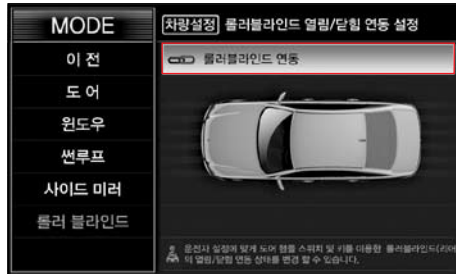 MODE
이 전
도 어
윈도우
썬루프
사이드 미러
롤러 블라인드
차량설정 롤러블라인드 열림/닫힘 연동 설정
롤러블라인드 연동
운전자 설정에 맞게 도어 핸들 스위치 및 키를 이용한 롤러블라인드(리어
의 열림/닫힘 연동 상태를 변경 할 수 있습니다.